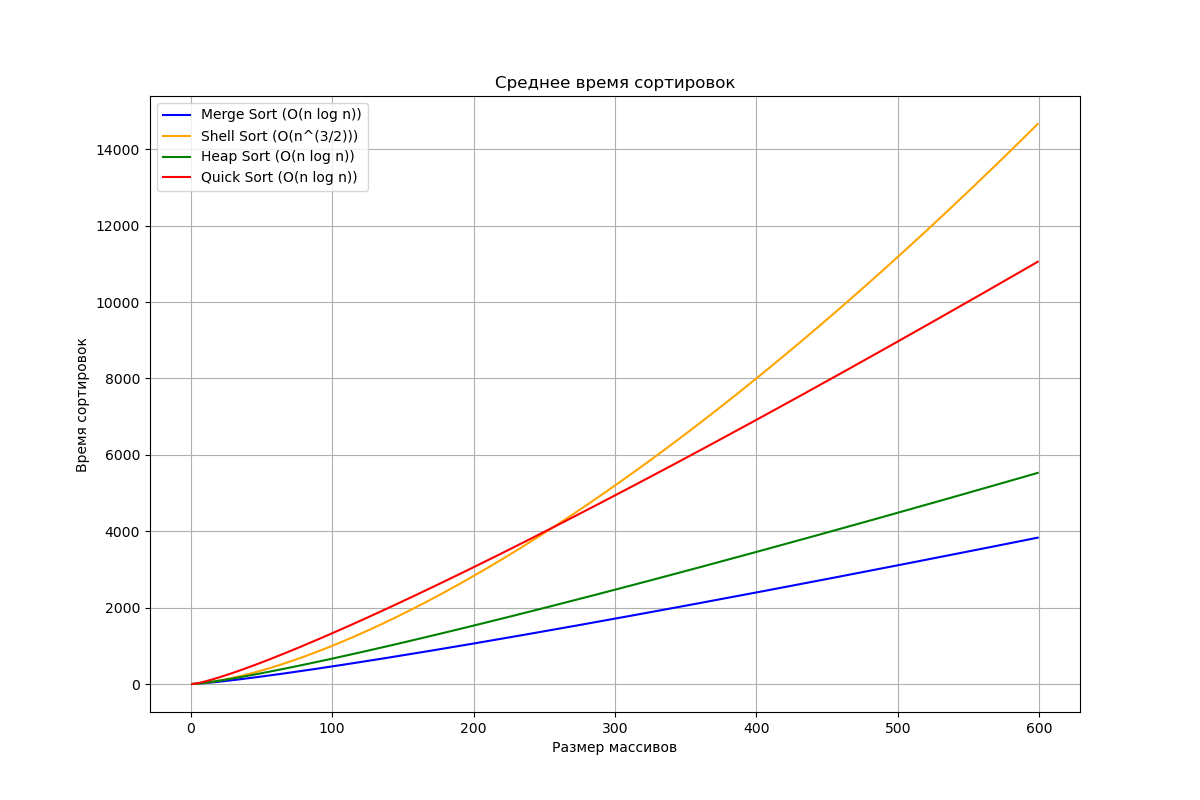 Среднее время сортировок
Merge Sort (O(n log n))
Shell Sort (O(n^(3/2)))
Heap Sort (O(n log n))
Quick Sort (O(n log n))
14000
12000
10000
8000
6000
4000
2000
0
Время сортировок
0 100 200 300 400 500 600
Размер массивов